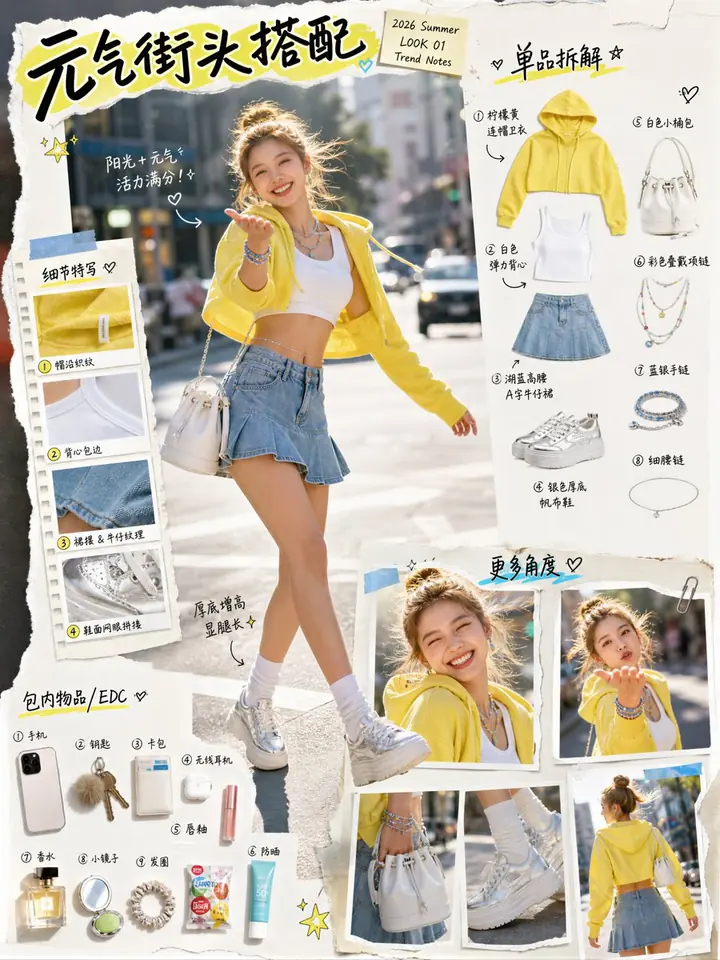 元气街头搭配
2026 Summer
LOOK 01
Trend Notes
阳光+元气
活力满分!
细节特写
① 帽沿织纹
② 背心包边
③ 裙摆&牛仔纹理
④ 鞋面网眼拼接
单品拆解
① 柠檬黄
连帽卫衣
② 白色
弹力背心
③ 湖蓝高腰
A字牛仔裙
④ 银色厚底
帆布鞋
⑤ 白色小桶包
⑥ 彩色叠戴项链
⑦ 蓝银手链
⑧ 细腰链
厚底增高
显腿长
更多角度
包内物品/EDC
① 手机
② 钥匙
③ 卡包
④ 无线耳机
⑤ 唇釉
⑥ 防晒
⑦ 香水
⑧ 小镜子
⑨ 发圈